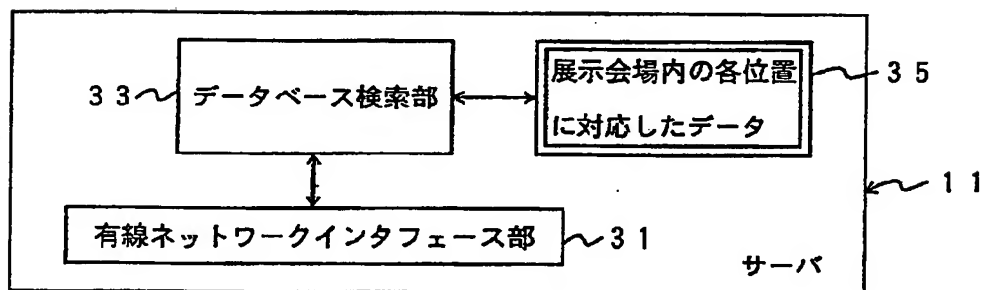 展示会場内の各位置
に対応したデータ
35
33
データベース検索部
11
有線ネットワークインタフェース部
31
サーバ